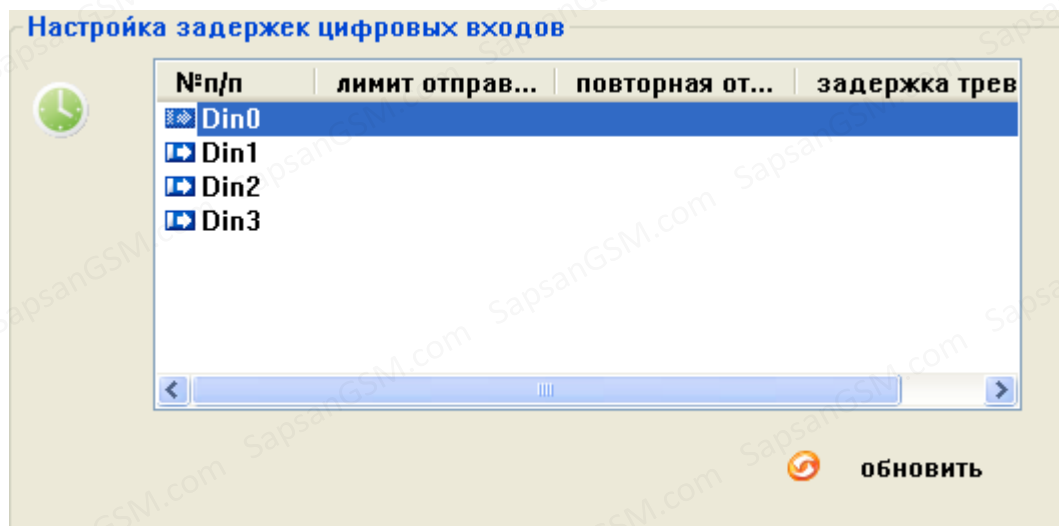 Настройка задержек цифровых входов
№п/п лимит отправ... повторная от... задержка трев
Din0
Din1
Din2
Din3
обновить
SapsanGSM.com